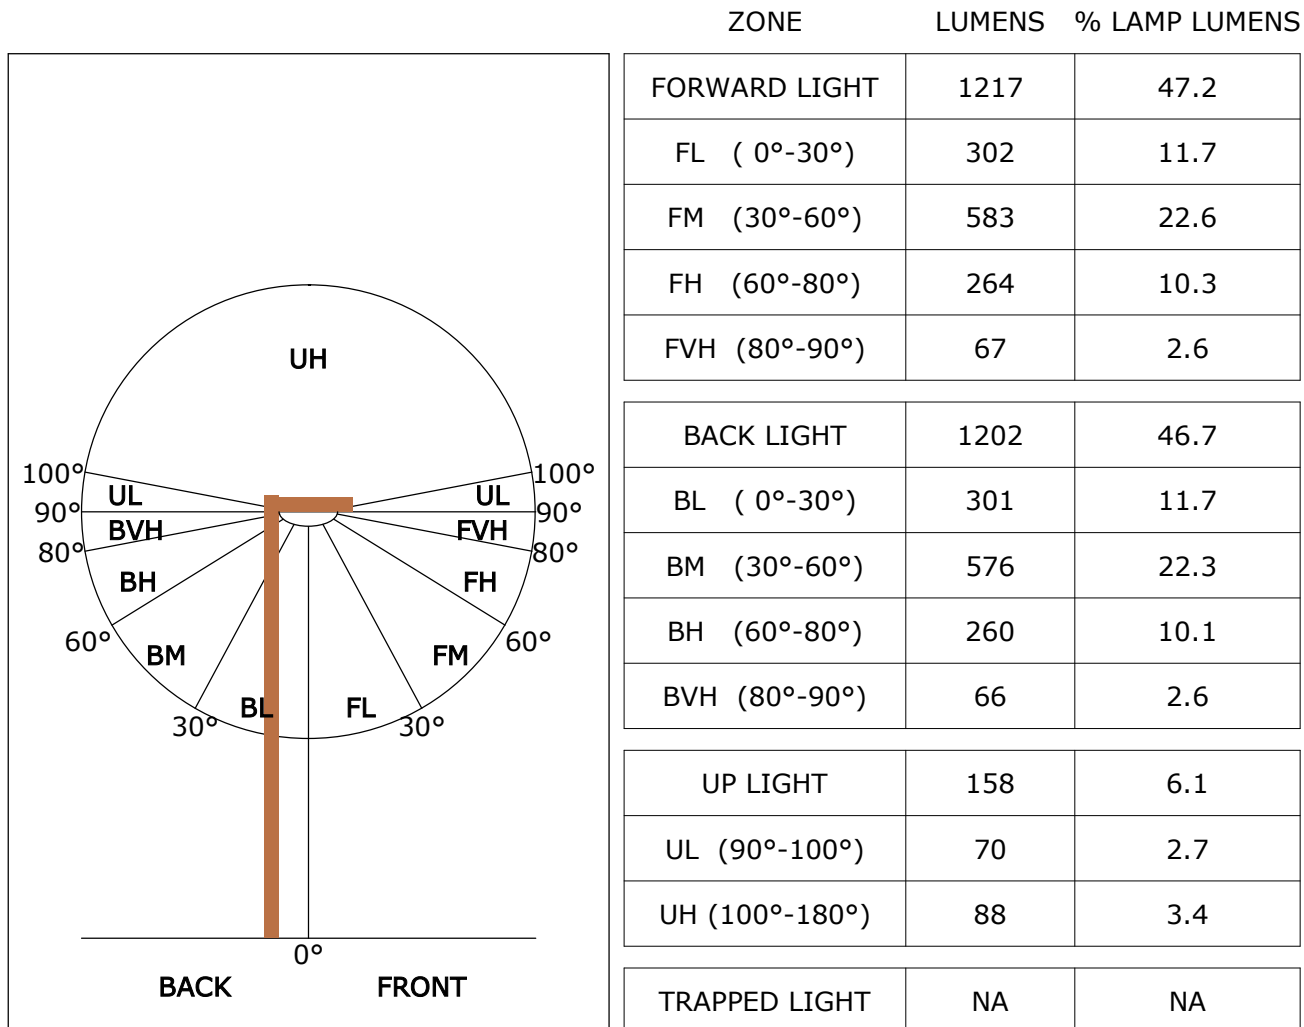 ZONE LUMENS % LAMP LUMENS
FORWARD LIGHT 1217 47.2
FL ( 0°-30°) 302 11.7
FM (30°-60°) 583 22.6
FH (60°-80°) 264 10.3
FVH (80°-90°) 67 2.6
BACK LIGHT 1202 46.7
BL ( 0°-30°) 301 11.7
BM (30°-60°) 576 22.3
BH (60°-80°) 260 10.1
BVH (80°-90°) 66 2.6
UP LIGHT 158 6.1
UL (90°-100°) 70 2.7
UH (100°-180°) 88 3.4
TRAPPED LIGHT NA NA
UH
100° 100°
UL UL
90° 90°
BVH FVH
80° 80°
BH FH
60° 60°
BM FM
BL FL
30° 30°
0°
BACK FRONT